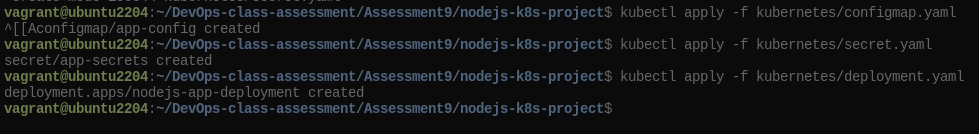 vagrant@ubuntu2204:~/DevOps-class-assessment/Assessment9/nodejs-k8s-project$ kubectl apply -f kubernetes/configmap.yaml
^[[Aconfigmap/app-config created
vagrant@ubuntu2204:~/DevOps-class-assessment/Assessment9/nodejs-k8s-project$ kubectl apply -f kubernetes/secret.yaml
secret/app-secrets created
vagrant@ubuntu2204:~/DevOps-class-assessment/Assessment9/nodejs-k8s-project$ kubectl apply -f kubernetes/deployment.yaml
deployment.apps/nodejs-app-deployment created
vagrant@ubuntu2204:~/DevOps-class-assessment/Assessment9/nodejs-k8s-project$